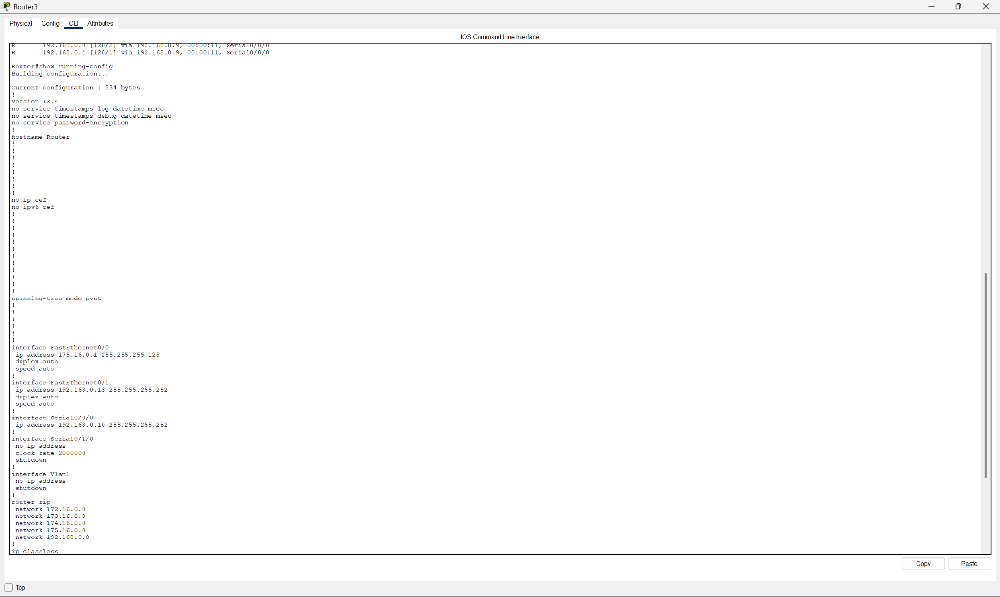 Router3
Physical Config CLI Attributes
IOS Command Line Interface
R       192.168.0.0 [120/2] via 192.168.0.9, 00:00:11, Serial0/0/0
R       192.168.0.4 [120/1] via 192.168.0.9, 00:00:11, Serial0/0/0
Router#show running-config
Building configuration...
Current configuration : 834 bytes
!
version 12.4
no service timestamps log datetime msec
no service timestamps debug datetime msec
no service password-encryption
!
hostname Router
!
!
!
!
!
!
!
!
no ip cef
no ipv6 cef
!
!
!
!
!
!
!
!
!
!
!
!
spanning-tree mode pvst
!
!
!
!
!
!
interface FastEthernet0/0
 ip address 175.16.0.1 255.255.255.128
 duplex auto
 speed auto
!
interface FastEthernet0/1
 ip address 192.168.0.13 255.255.255.252
 duplex auto
 speed auto
!
interface Serial0/0/0
 ip address 192.168.0.10 255.255.255.252
!
interface Serial0/1/0
 no ip address
 clock rate 2000000
 shutdown
!
interface Vlan1
 no ip address
 shutdown
!
router rip
 network 172.16.0.0
 network 173.16.0.0
 network 174.16.0.0
 network 175.16.0.0
 network 192.168.0.0
!
ip classless
Copy Paste
Top